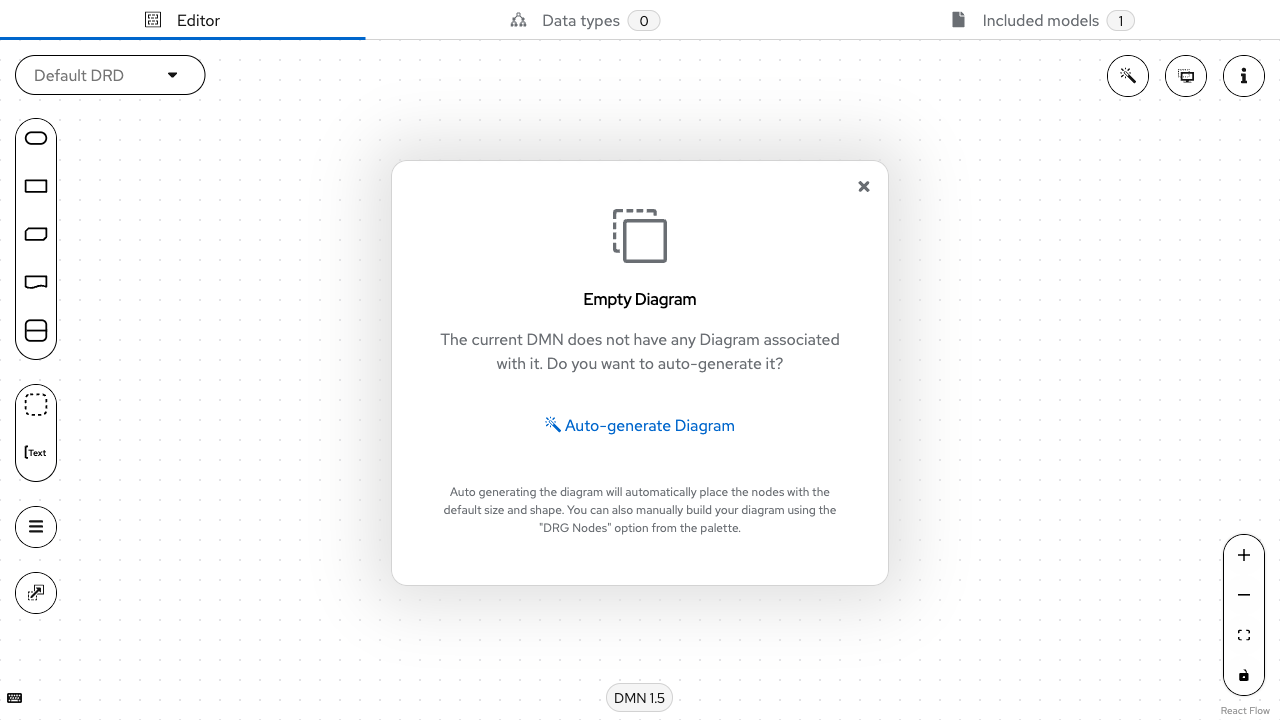 Editor
Data types 0
Included models 1
Default DRD
Empty Diagram
The current DMN does not have any Diagram associated
with it. Do you want to auto-generate it?
Auto-generate Diagram
Auto generating the diagram will automatically place the nodes with the
default size and shape. You can also manually build your diagram using the
"DRG Nodes" option from the palette.
Text
DMN 1.5
React Flow